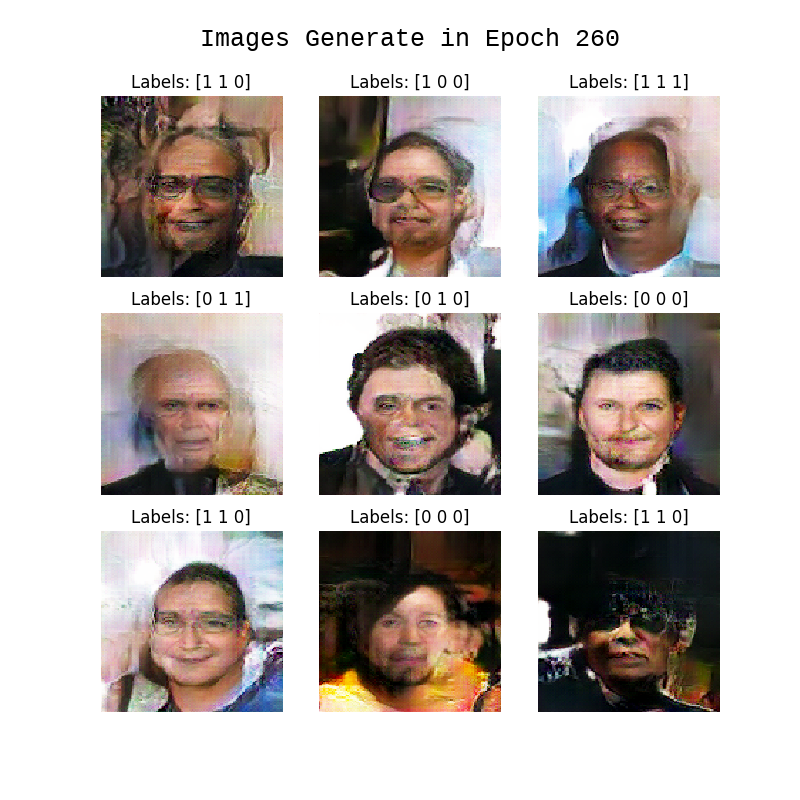 Images Generate in Epoch 260
Labels: [1 1 0]
Labels: [1 0 0]
Labels: [1 1 1]
Labels: [0 1 1]
Labels: [0 1 0]
Labels: [0 0 0]
Labels: [1 1 0]
Labels: [0 0 0]
Labels: [1 1 0]